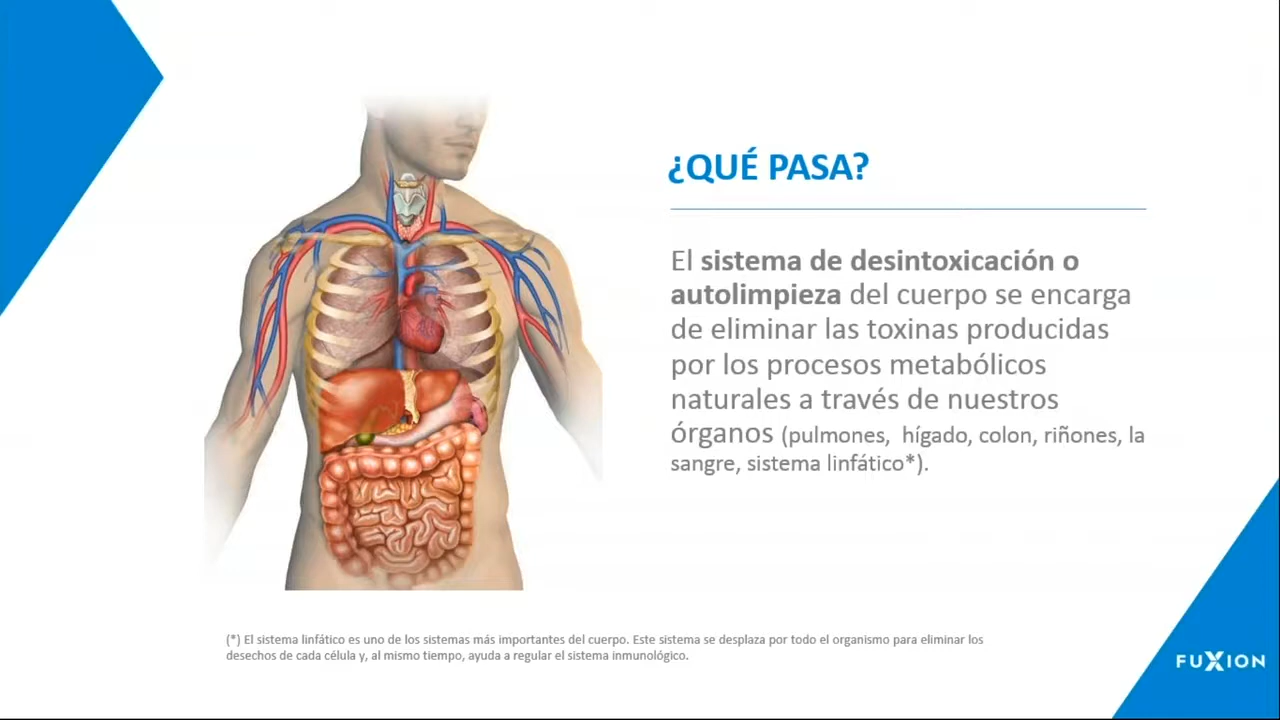 ¿QUÉ PASA?
El sistema de desintoxicación o
autolimpieza del cuerpo se encarga
de eliminar las toxinas producidas
por los procesos metabólicos
naturales a través de nuestros
órganos (pulmones, hígado, colon, riñones, la
sangre, sistema linfático*).
(*) El sistema linfático es uno de los sistemas más importantes del cuerpo. Este sistema se desplaza por todo el organismo para eliminar los
desechos de cada célula y, al mismo tiempo, ayuda a regular el sistema inmunológico.
FUXION